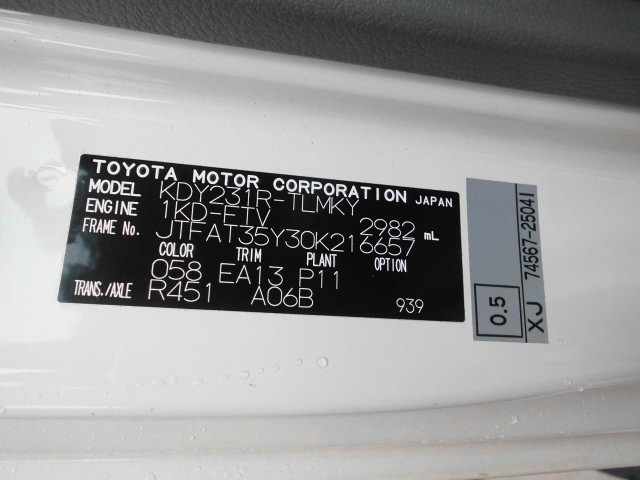 TOYOTA MOTOR CORPORATION JAPAN
MODEL KDY231R-TLMKY
ENGINE 1KD-FTV 2982 mL
FRAME No. JTFAT35Y30K216657
COLOR TRIM PLANT OPTION
058 EA13 P11
TRANS./AXLE R451 A06B 939
0.5
XJ 74567-25041